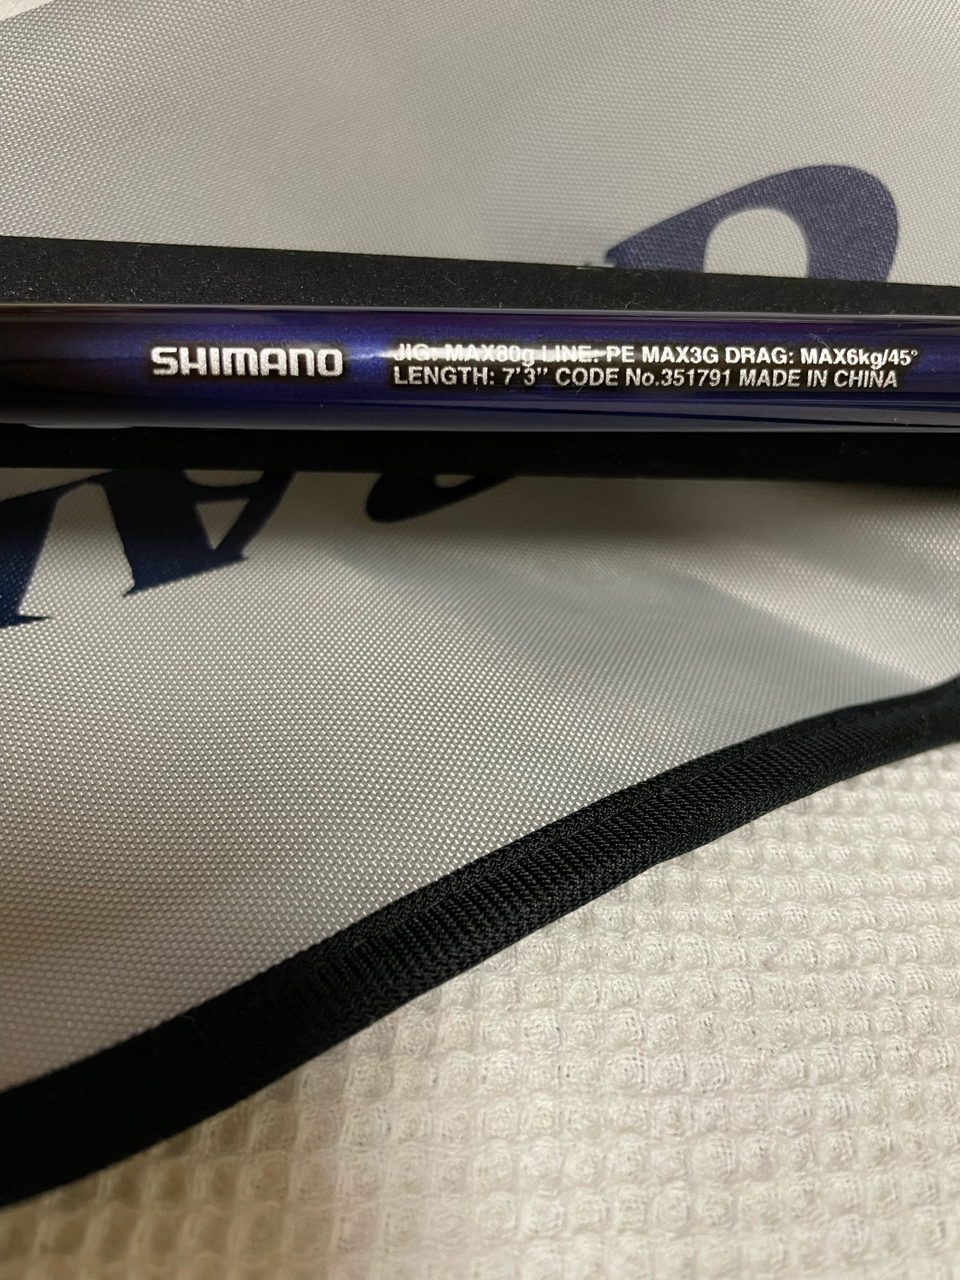 SHIMANO
JIG: MAX80g LINE: PE MAX3G DRAG: MAX6kg/45°
LENGTH: 7'3" CODE No.351791 MADE IN CHINA